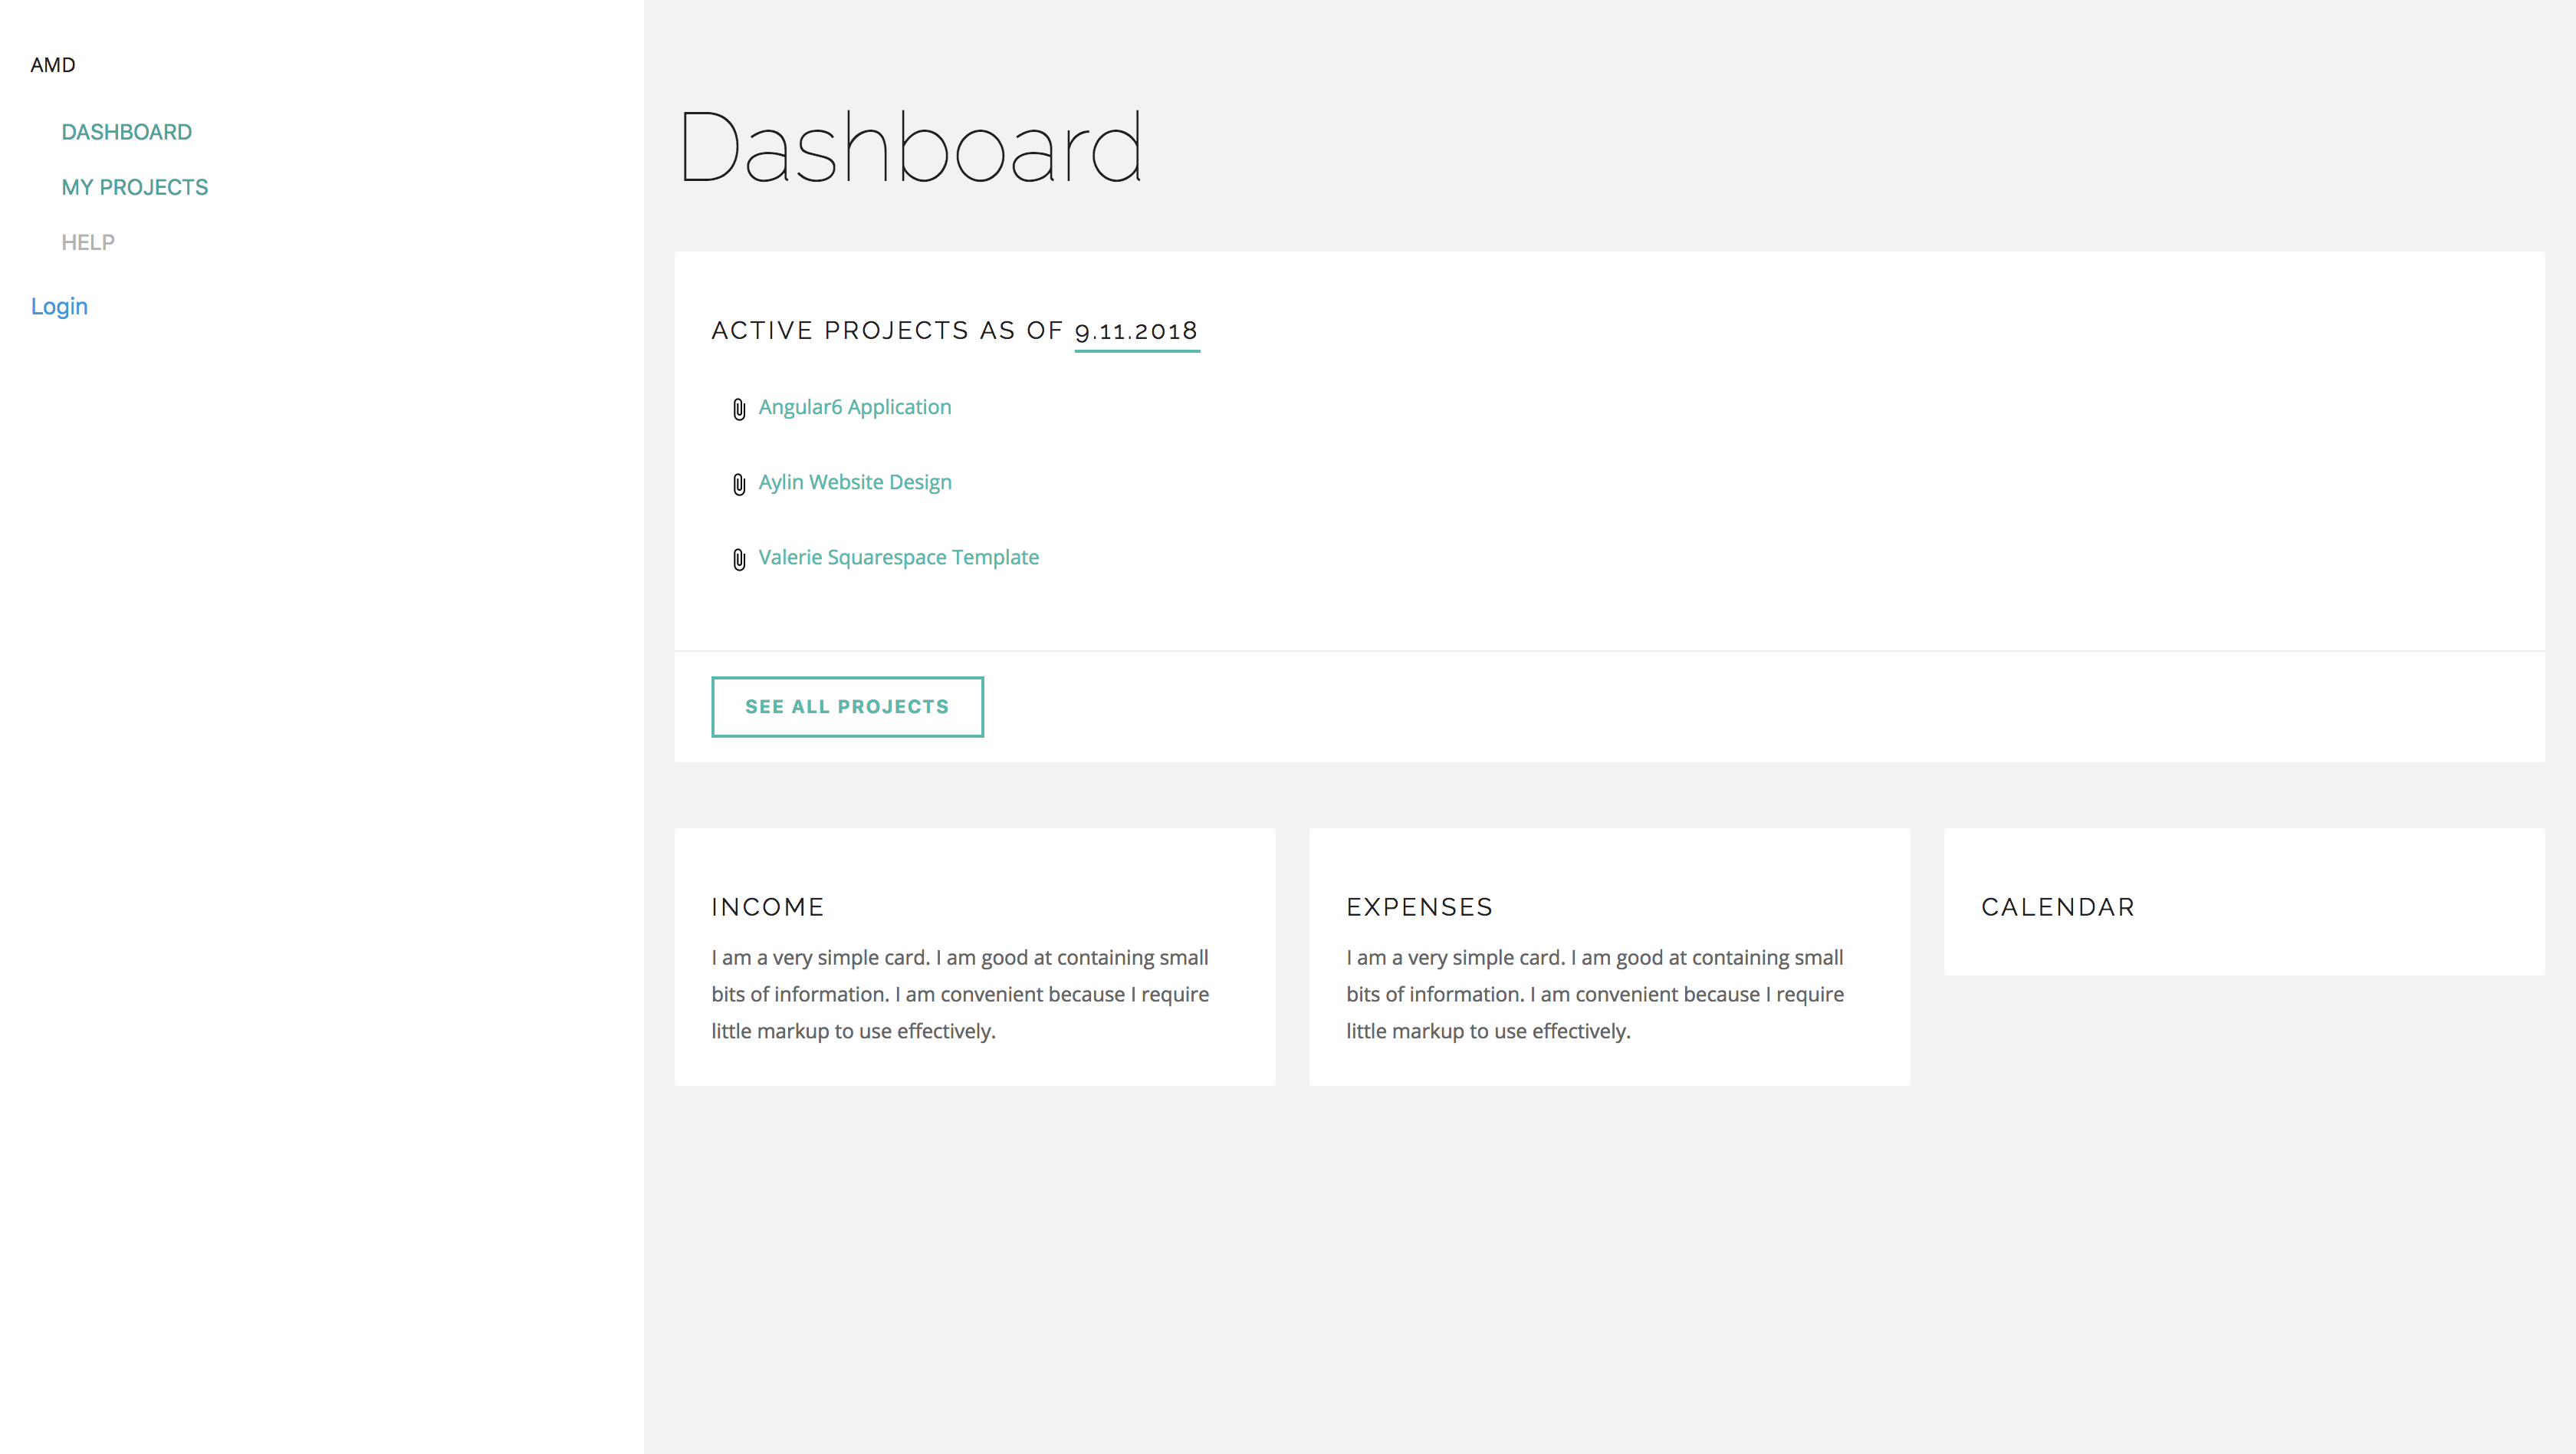 AMD
DASHBOARD
MY PROJECTS
HELP
Login
Dashboard
ACTIVE PROJECTS AS OF 9.11.2018
Angular6 Application
Aylin Website Design
Valerie Squarespace Template
SEE ALL PROJECTS
INCOME
I am a very simple card. I am good at containing small
bits of information. I am convenient because I require
little markup to use effectively.
EXPENSES
I am a very simple card. I am good at containing small
bits of information. I am convenient because I require
little markup to use effectively.
CALENDAR